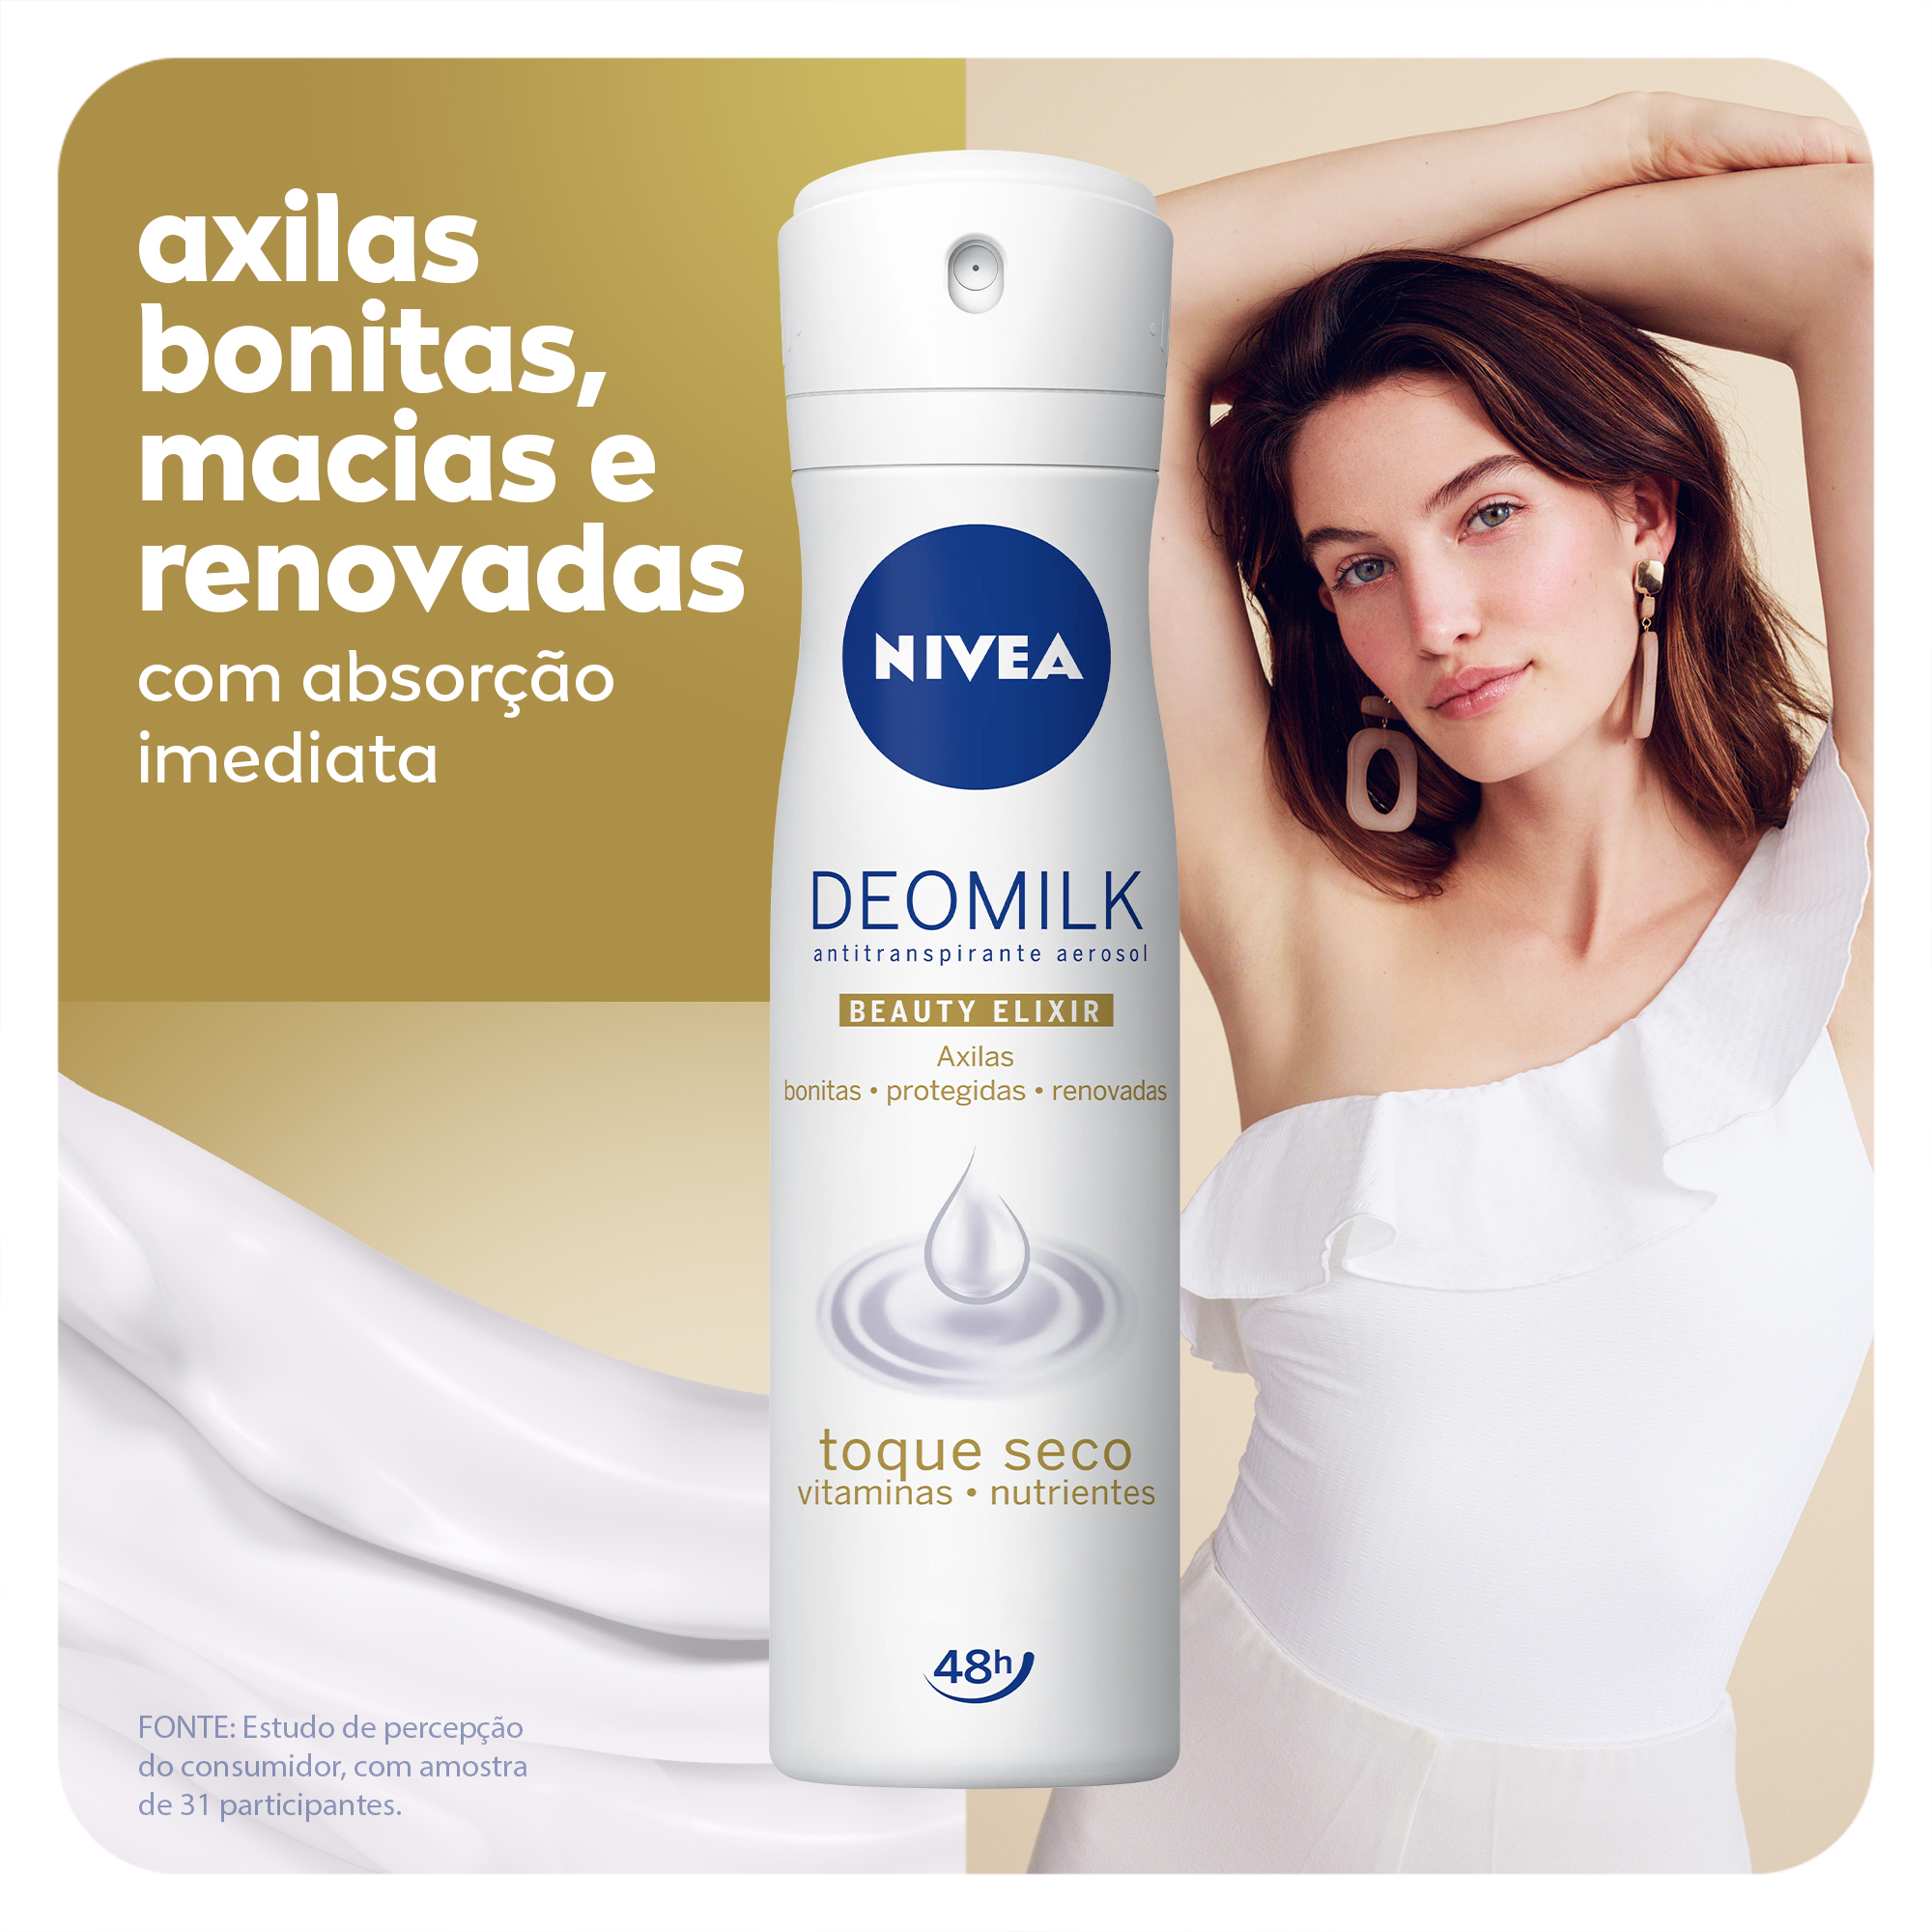 axilas
bonitas,
macias e
renovadas
com absorção
imediata
NIVEA
DEOMILK
antitranspirante aerosol
BEAUTY ELIXIR
Axilas
bonitas • protegidas • renovadas
toque seco
vitaminas • nutrientes
48h
FONTE: Estudo de percepção
do consumidor, com amostra
de 31 participantes.